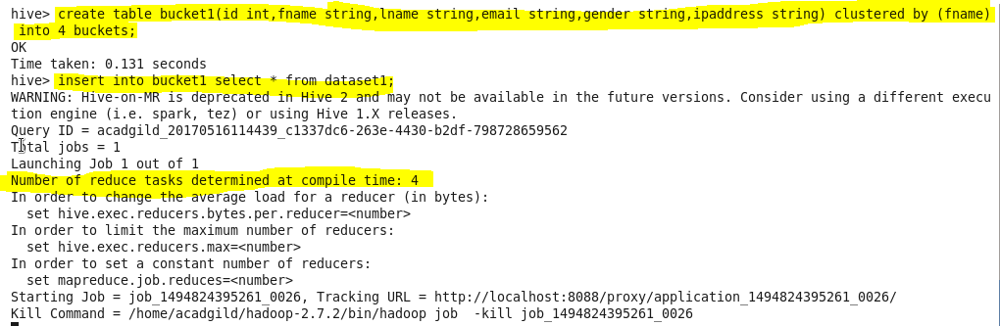 hive> create table bucket1(id int,fname string,lname string,email string,gender string,ipaddress string) clustered by (fname)
 into 4 buckets;
OK
Time taken: 0.131 seconds
hive> insert into bucket1 select * from dataset1;
WARNING: Hive-on-MR is deprecated in Hive 2 and may not be available in the future versions. Consider using a different execu
tion engine (i.e. spark, tez) or using Hive 1.X releases.
Query ID = acadgild_20170516114439_c1337dc6-263e-4430-b2df-798728659562
Total jobs = 1
Launching Job 1 out of 1
Number of reduce tasks determined at compile time: 4
In order to change the average load for a reducer (in bytes):
  set hive.exec.reducers.bytes.per.reducer=<number>
In order to limit the maximum number of reducers:
  set hive.exec.reducers.max=<number>
In order to set a constant number of reducers:
  set mapreduce.job.reduces=<number>
Starting Job = job_1494824395261_0026, Tracking URL = http://localhost:8088/proxy/application_1494824395261_0026/
Kill Command = /home/acadgild/hadoop-2.7.2/bin/hadoop job  -kill job_1494824395261_0026